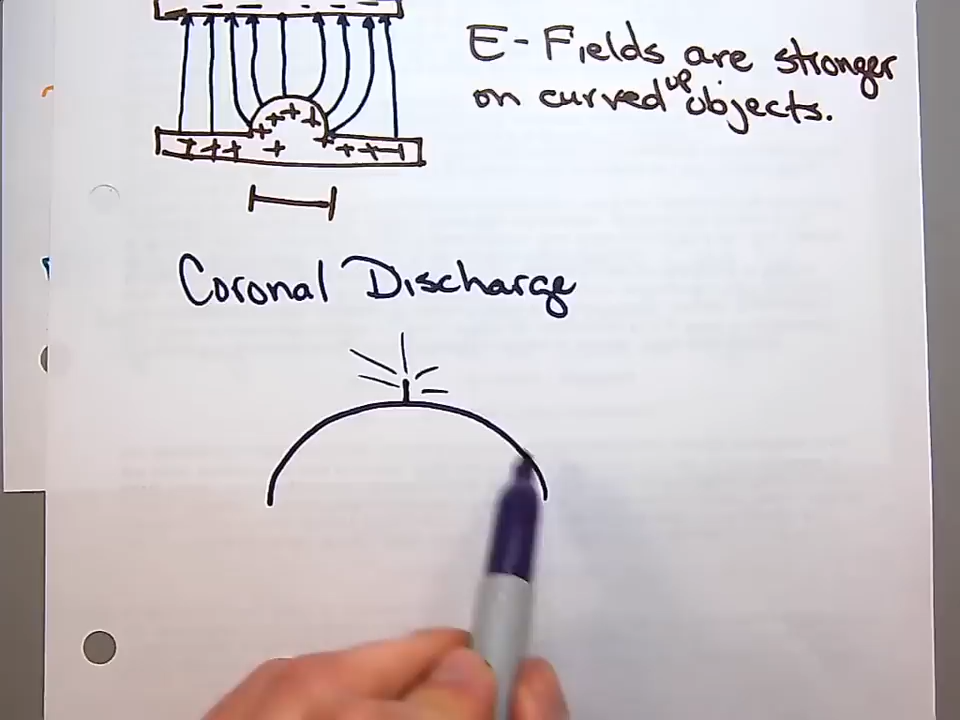 E-Fields are stronger
on curved up objects.
Coronal Discharge